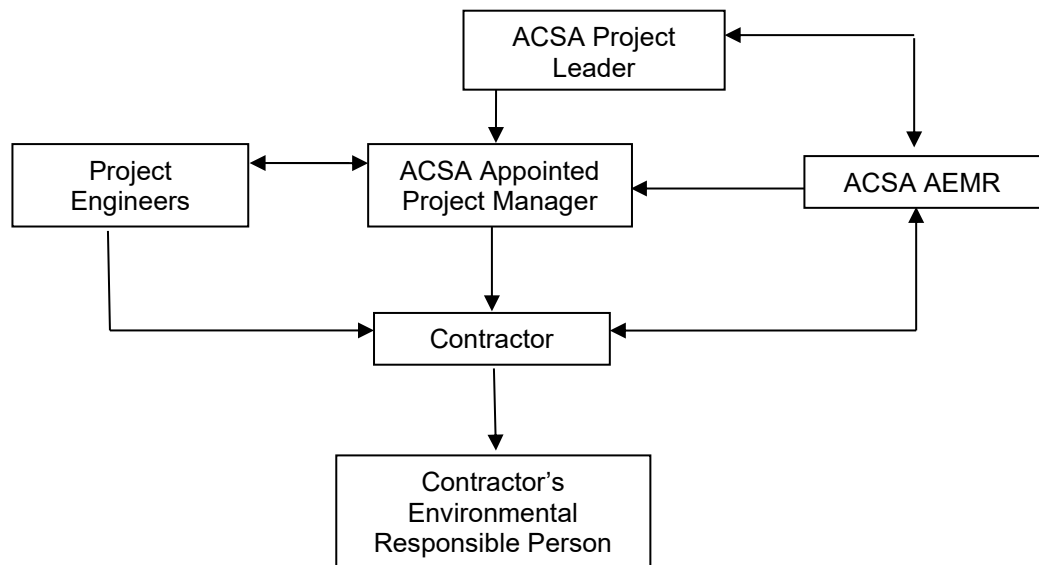 ACSA Project
Leader
Project
Engineers
ACSA Appointed
Project Manager
ACSA AEMR
Contractor
Contractor’s
Environmental
Responsible Person